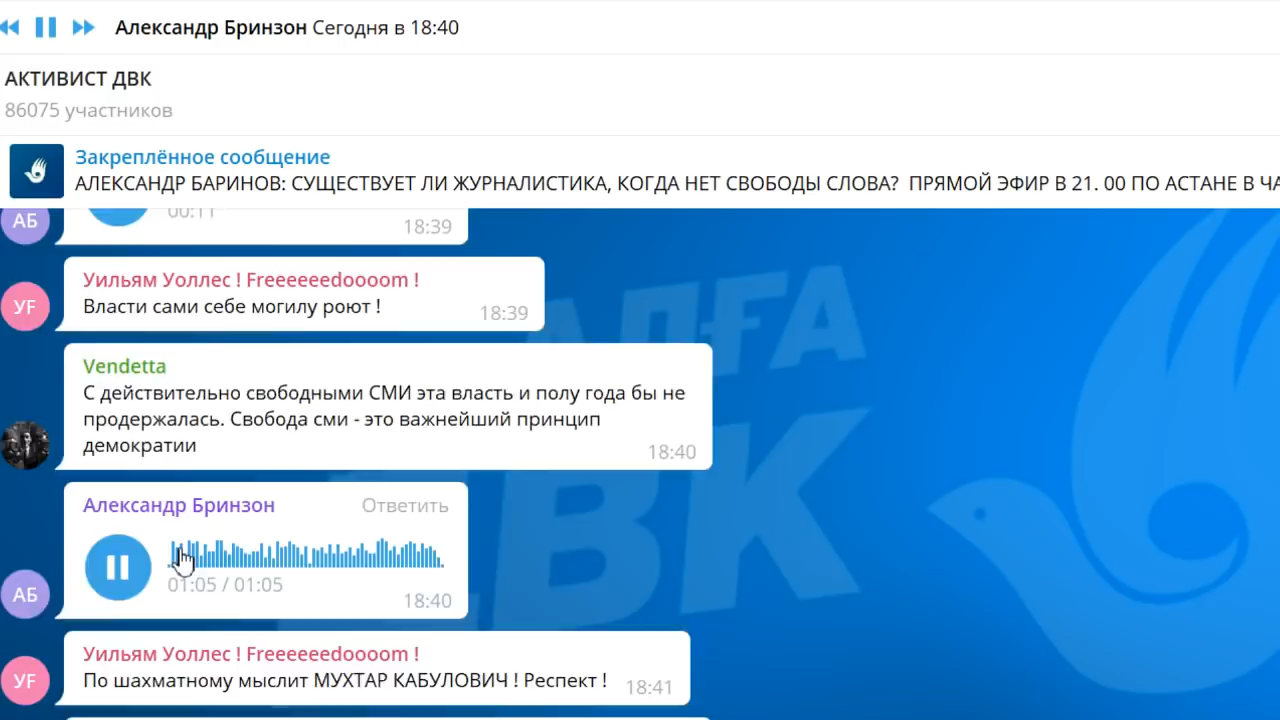 Александр Бринзон Сегодня в 18:40
АКТИВИСТ ДВК
86075 участников
Закреплённое сообщение
АЛЕКСАНДР БАРИНОВ: СУЩЕСТВУЕТ ЛИ ЖУРНАЛИСТИКА, КОГДА НЕТ СВОБОДЫ СЛОВА? ПРЯМОЙ ЭФИР В 21. 00 ПО АСТАНЕ В ЧА
АБ
00:11
18:39
Уильям Уоллес ! Freeeeeedoooom !
YF
Власти сами себе могилу роют !
18:39
Vendetta
С действительно свободными СМИ эта власть и полу года бы не
продержалась. Свобода сми - это важнейший принцип
демократии
18:40
Александр Бринзон Ответить
01:05 / 01:05
АБ
18:40
Уильям Уоллес ! Freeeeeedoooom !
YF
По шахматному мыслит МУХТАР КАБУЛОВИЧ ! Респект !
18:41
АЛҒА
ДВК